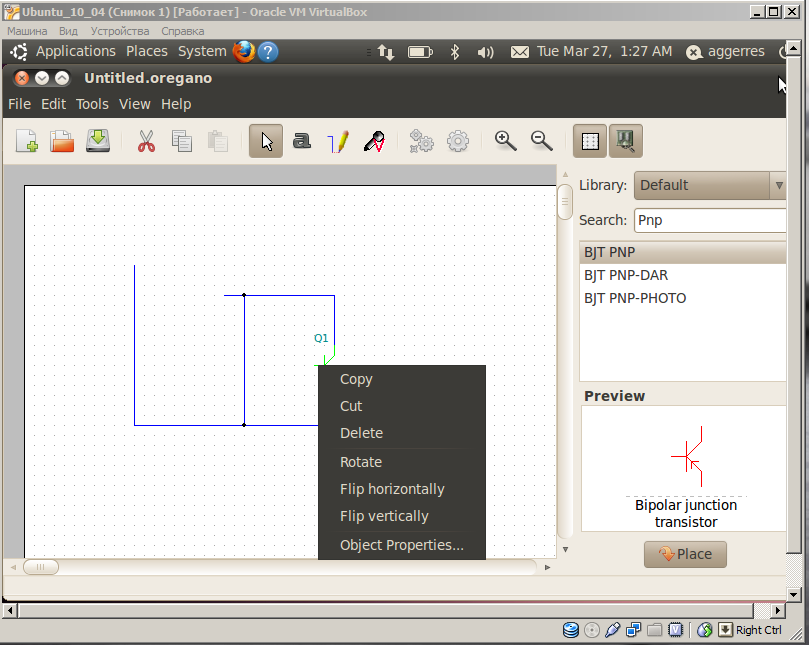 Ubuntu_10_04 (Снимок 1) [Работает] - Oracle VM VirtualBox
Машина Вид Устройства Справка
Applications Places System ? Tue Mar 27, 1:27 AM aggerres
Untitled.oregano
File Edit Tools View Help
Library: Default
Search: Pnp
BJT PNP
BJT PNP-DAR
BJT PNP-PHOTO
Q1
Copy
Cut
Delete
Rotate
Flip horizontally
Flip vertically
Object Properties...
Preview
Bipolar junction
transistor
Place
Right Ctrl